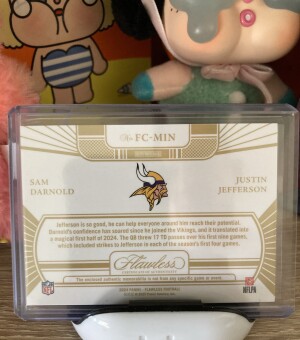 No. FC-MIN
SAM
DARNOLD
JUSTIN
JEFFERSON
Jefferson is so good, he can help everyone around him reach their potential.
Darnold's confidence has soared since he joined the Vikings, and it translated into
a magical first half of 2024. The QB threw 17 TD passes over his first nine games,
which included strikes to Jefferson in each of the season's first four games.
Flawless
NFL
NFLPA